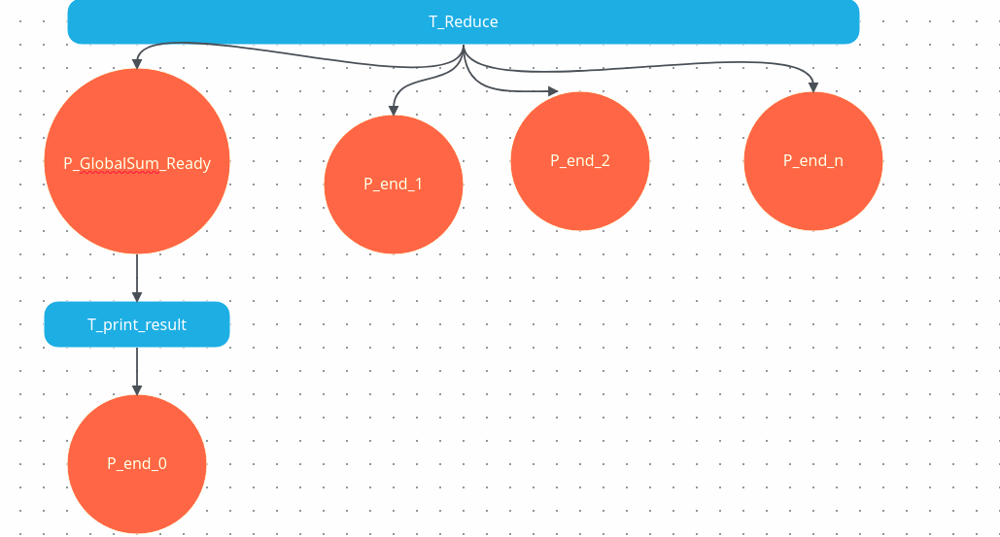 T_Reduce
P_GlobalSum_Ready
P_end_1
P_end_2
P_end_n
T_print_result
P_end_0